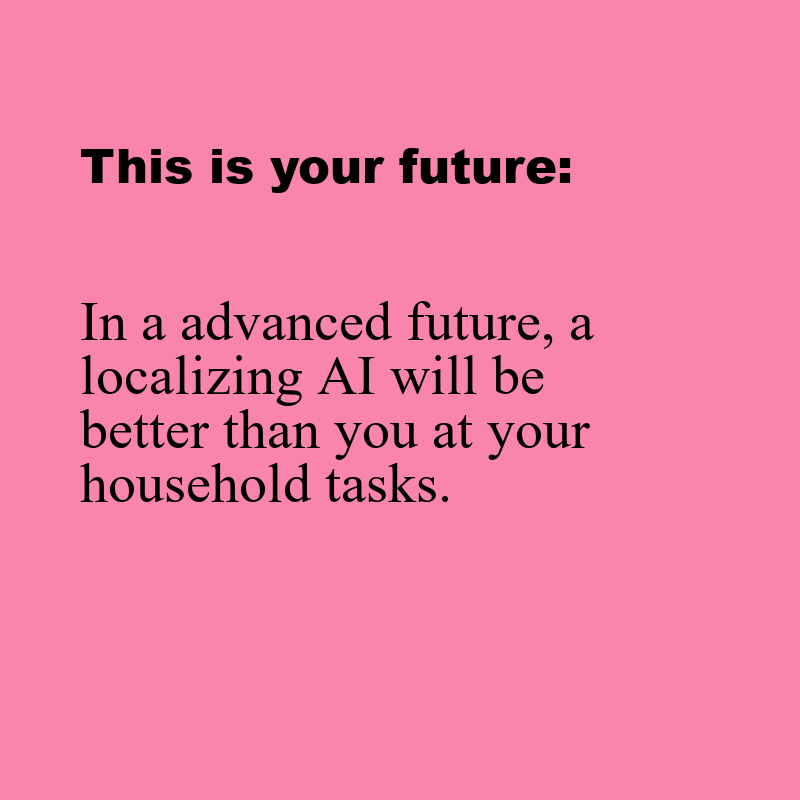 This is your future:
In a advanced future, a
localizing AI will be
better than you at your
household tasks.